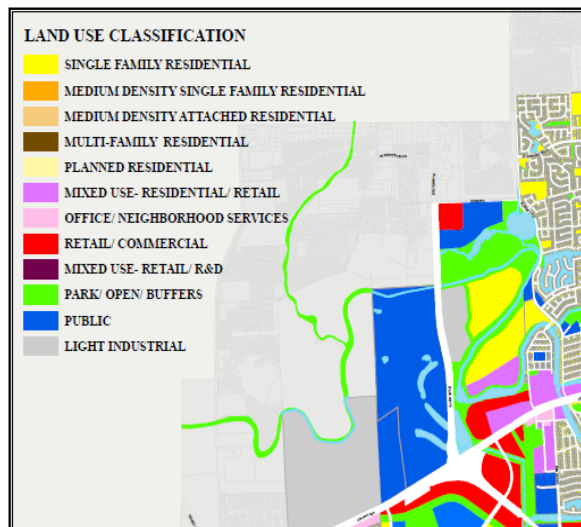 LAND USE CLASSIFICATION
SINGLE FAMILY RESIDENTIAL
MEDIUM DENSITY SINGLE FAMILY RESIDENTIAL
MEDIUM DENSITY ATTACHED RESIDENTIAL
MULTI-FAMILY RESIDENTIAL
PLANNED RESIDENTIAL
MIXED USE- RESIDENTIAL/ RETAIL
OFFICE/ NEIGHBORHOOD SERVICES
RETAIL/ COMMERCIAL
MIXED USE- RETAIL/ R&D
PARK/ OPEN/ BUFFERS
PUBLIC
LIGHT INDUSTRIAL